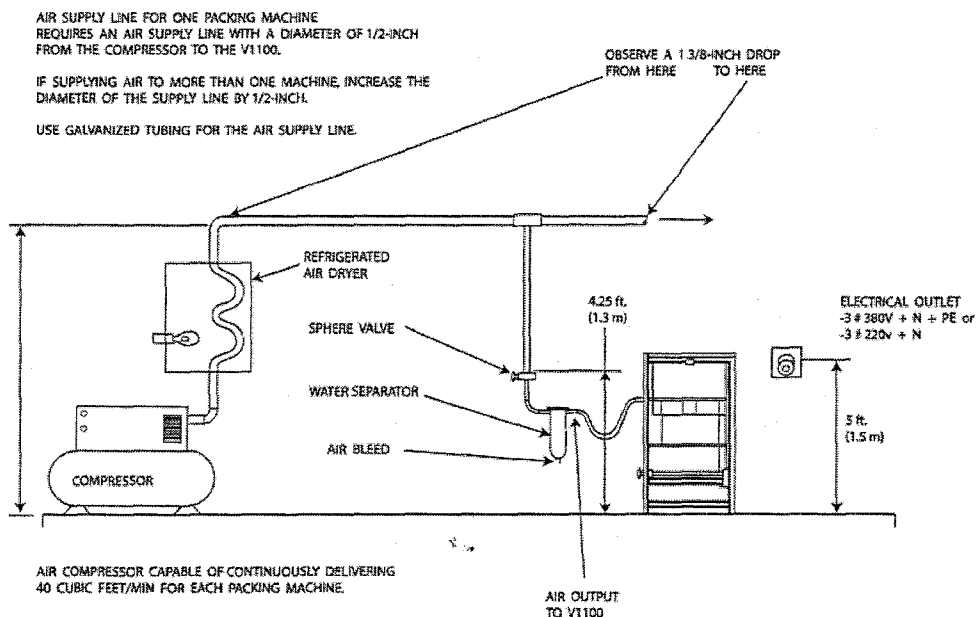 AIR SUPPLY LINE FOR ONE PACKING MACHINE
REQUIRES AN AIR SUPPLY LINE WITH A DIAMETER OF 1/2-INCH
FROM THE COMPRESSOR TO THE V1100.
IF SUPPLYING AIR TO MORE THAN ONE MACHINE, INCREASE THE
DIAMETER OF THE SUPPLY LINE BY 1/2-INCH.
USE GALVANIZED TUBING FOR THE AIR SUPPLY LINE.
OBSERVE A 1 3/8-INCH DROP
FROM HERE TO HERE
REFRIGERATED
AIR DRYER
4.25 ft.
(1.3 m)
SPHERE VALVE
ELECTRICAL OUTLET
-3 # 380V + N + PE or
-3 # 220v + N
WATER SEPARATOR
5 ft.
(1.5 m)
AIR BLEED
COMPRESSOR
AIR COMPRESSOR CAPABLE OF CONTINUOUSLY DELIVERING
40 CUBIC FEET/MIN FOR EACH PACKING MACHINE.
AIR OUTPUT
TO V1100